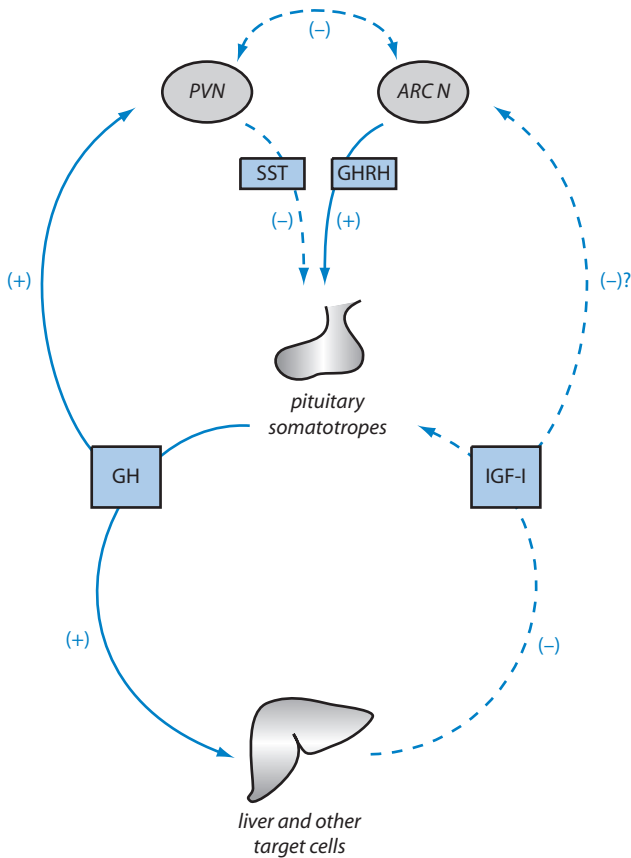 (–)
PVN
ARC N
SST
GHRH
(–)
(+)
(+)
(–)?
pituitary
somatotropes
GH
IGF-I
(+)
(–)
liver and other
target cells